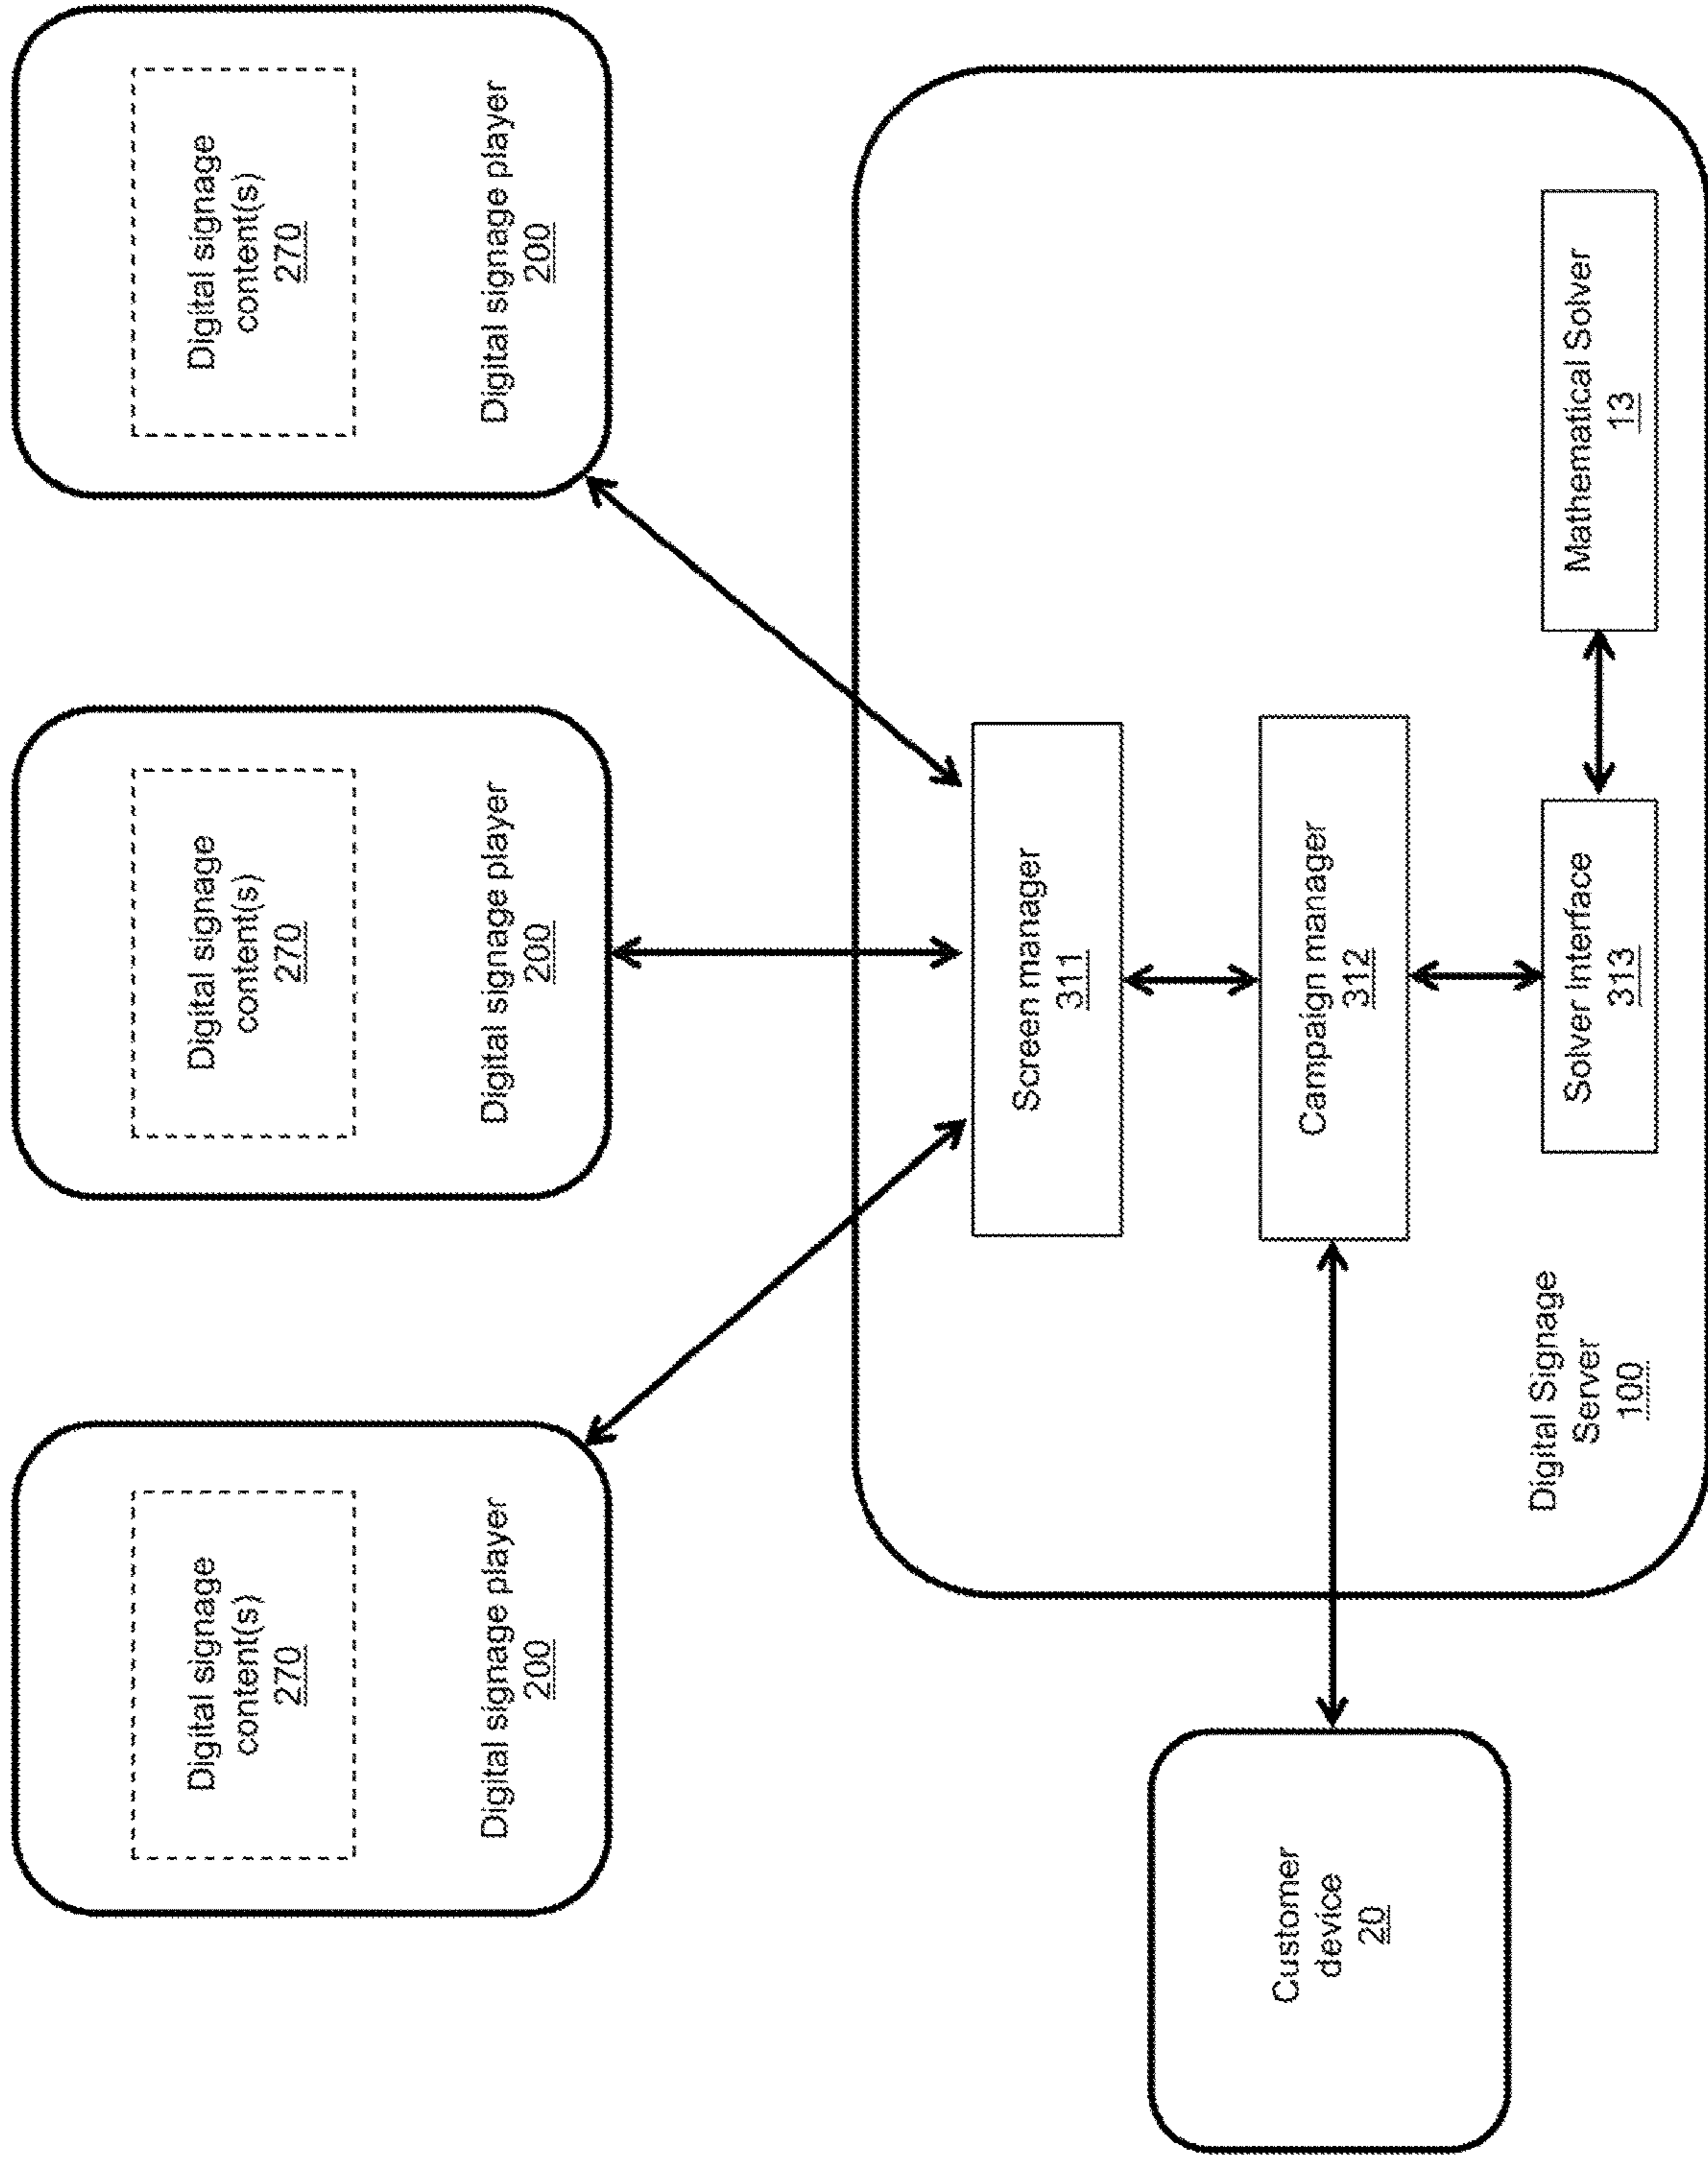 Digital signage
content(s)
270
Digital signage player
200
Digital signage
content(s)
270
Digital signage player
200
Digital signage
content(s)
270
Digital signage player
200
Screen manager
311
Campaign manager
312
Solver Interface
313
Mathematical Solver
13
Digital Signage
Server
100
Customer
device
20